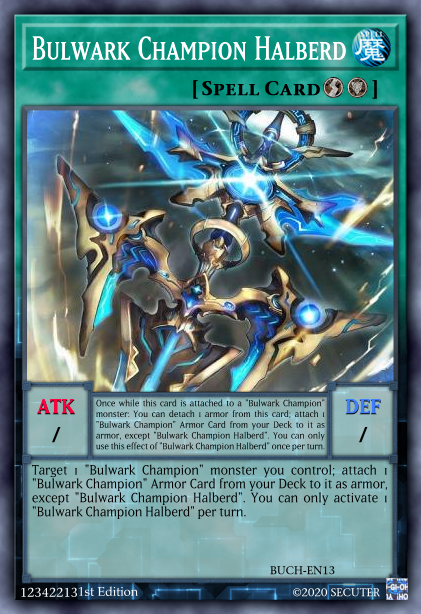 Bulwark Champion Halberd
魔
[Spell Card]
ATK
/
Once while this card is attached to a "Bulwark Champion"
monster: You can detach 1 armor from this card; attach 1
"Bulwark Champion" Armor Card from your Deck to it as
armor, except "Bulwark Champion Halberd". You can only
use this effect of "Bulwark Champion Halberd" once per turn.
DEF
/
Target 1 "Bulwark Champion" monster you control; attach 1
"Bulwark Champion" Armor Card from your Deck to it as armor,
except "Bulwark Champion Halberd". You can only activate 1
"Bulwark Champion Halberd" per turn.
BUCH-EN13
12342213 1st Edition
©2020 SECUTER